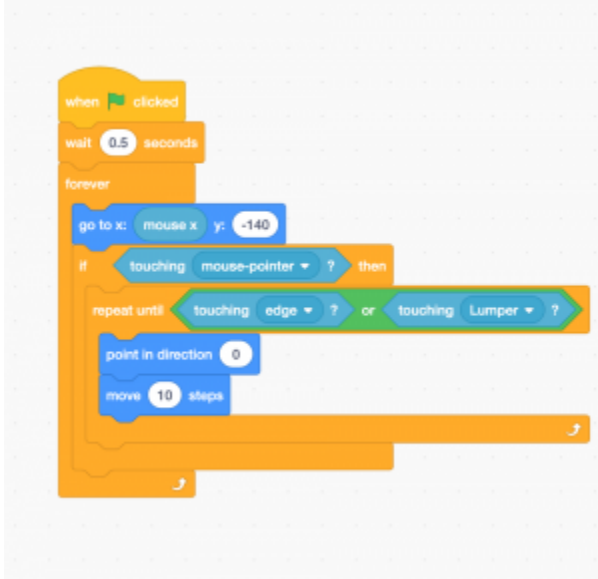 when clicked
wait 0.5 seconds
forever
go to x: mouse x y: -140
if touching mouse-pointer ? then
repeat until touching edge ? or touching Lumper ?
point in direction 0
move 10 steps